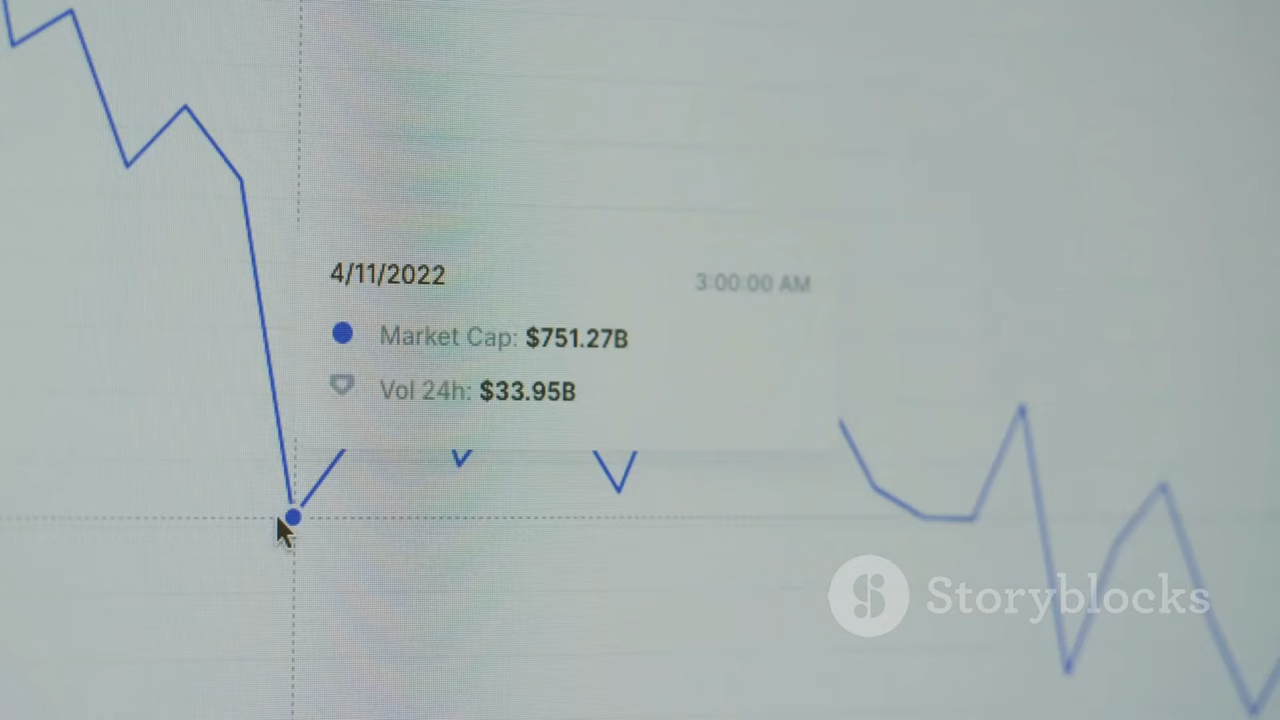 4/11/2022 3:00:00 AM
Market Cap: $751.27B
Vol 24h: $33.95B
Storyblocks